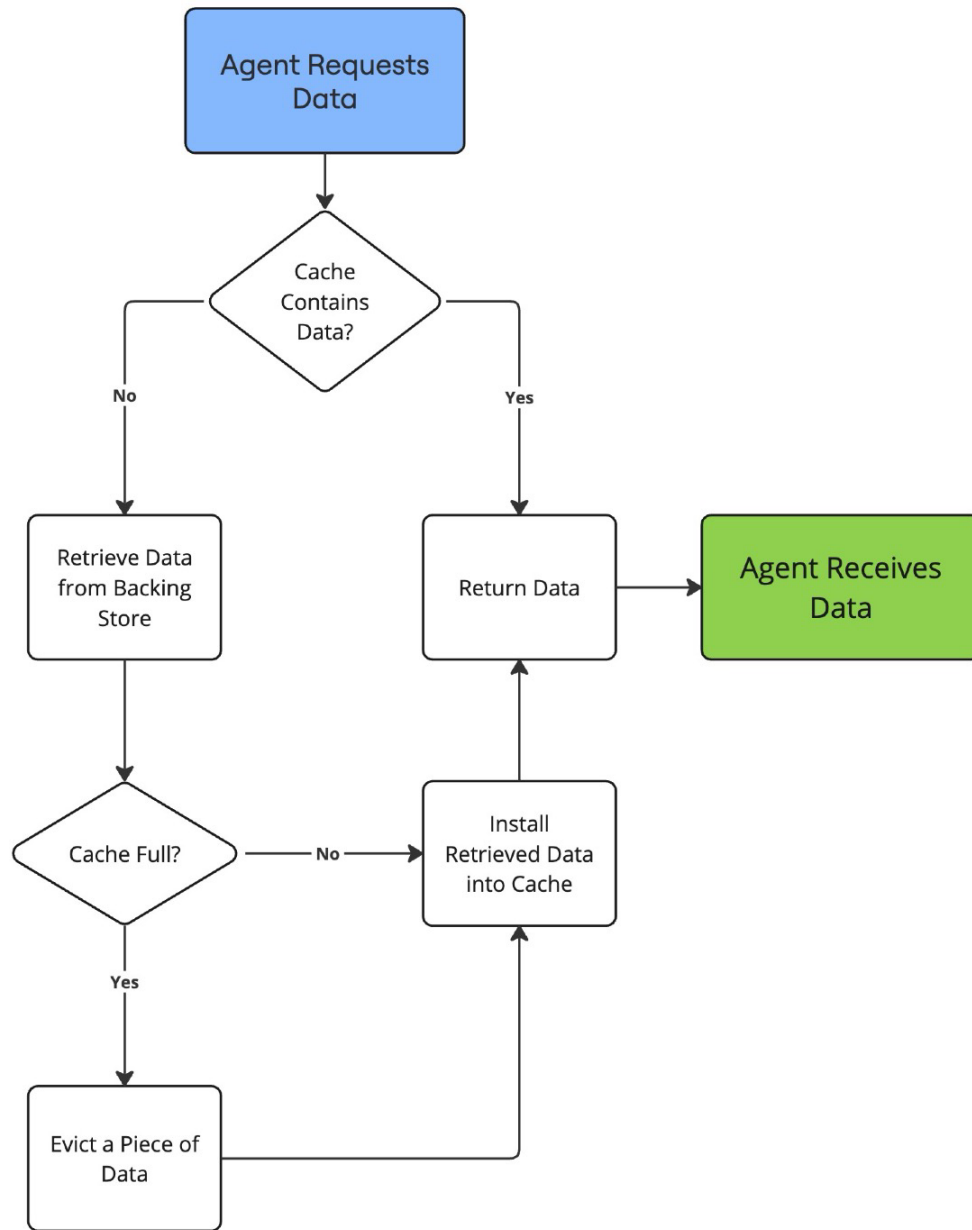 Agent Requests
Data
Cache
Contains
Data?
No
Yes
Retrieve Data
from Backing
Store
Return Data
Agent Receives
Data
Cache Full?
No
Install
Retrieved Data
into Cache
Yes
Evict a Piece of
Data